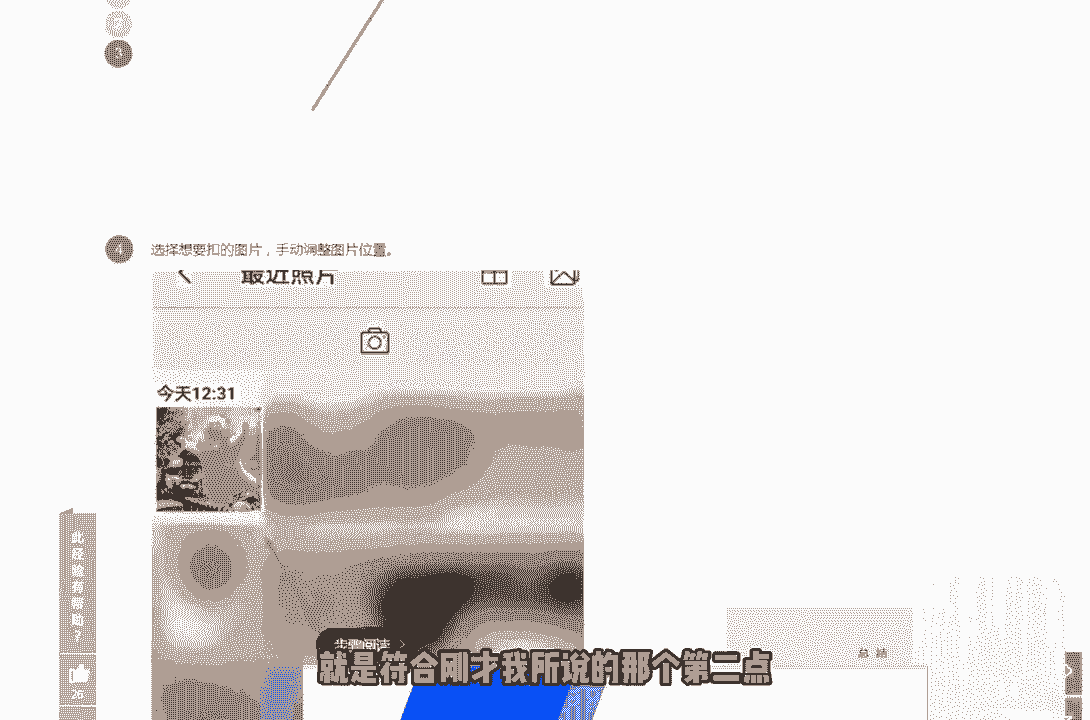 3
4 选择想要扣的图片，手动调整图片位置。
最近照片
今天12:31
此经验有帮助？
26
步骤阅读
总结
就是符合刚才我所说的那个第二点